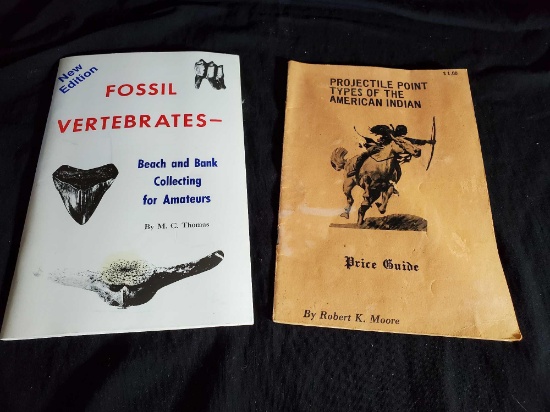 New
Edition
FOSSIL
VERTEBRATES—
Beach and Bank
Collecting
for Amateurs
By M. C. Thomas
$1.00
PROJECTILE POINT
TYPES OF THE
AMERICAN INDIAN
Price Guide
By Robert K. Moore